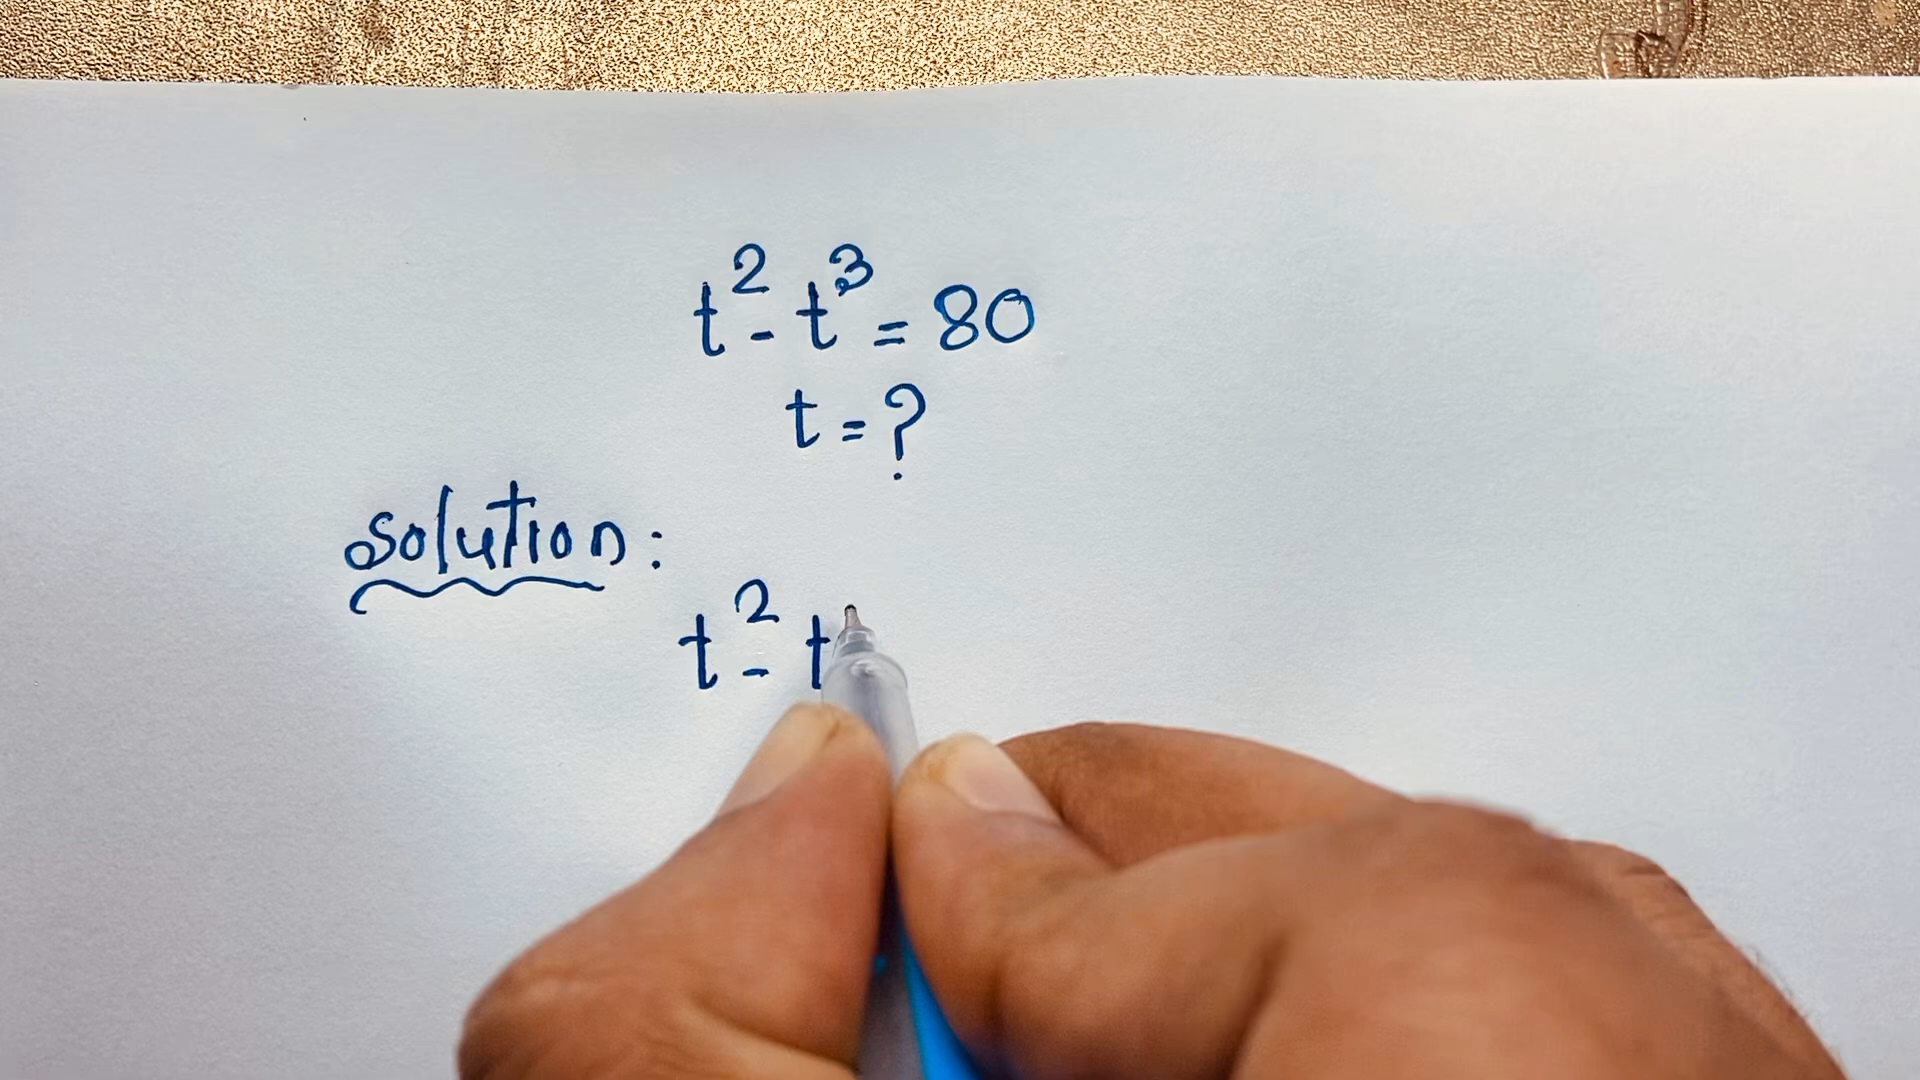 t² - t³ = 80
t = ?
Solution:
t² - t